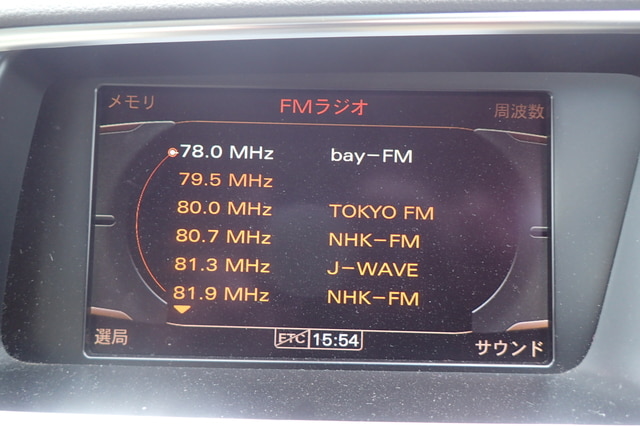 メモリ FMラジオ 周波数
78.0 MHz bay-FM
79.5 MHz
80.0 MHz TOKYO FM
80.7 MHz NHK-FM
81.3 MHz J-WAVE
81.9 MHz NHK-FM
選局 ETC 15:54 サウンド